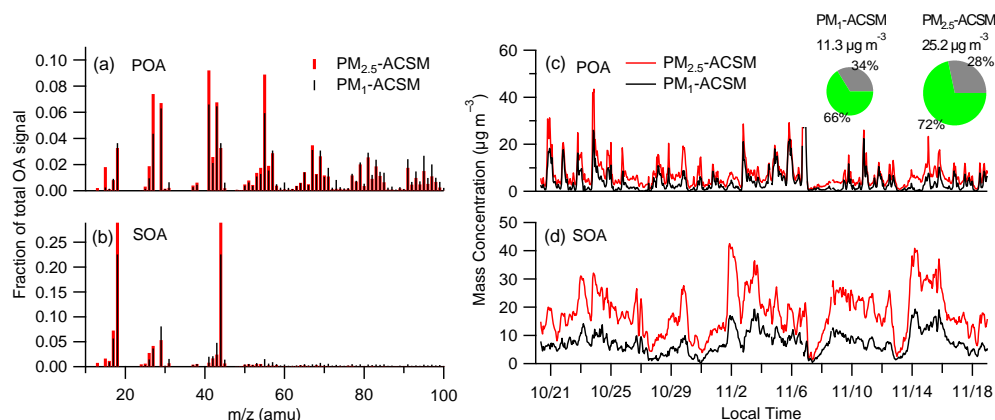 Fraction of total OA signal
(a) POA
PM2.5-ACSM
PM1-ACSM
0.10
0.08
0.06
0.04
0.02
0.00
(b) SOA
0.25
0.20
0.15
0.10
0.05
0.00
20 40 60 80 100
m/z (amu)
Mass Concentration (µg m⁻³)
(c) POA
PM2.5-ACSM
PM1-ACSM
PM1-ACSM
11.3 µg m⁻³
34%
66%
PM2.5-ACSM
25.2 µg m⁻³
28%
72%
60
40
20
0
(d) SOA
50
40
30
20
10
0
10/21 10/25 10/29 11/2 11/6 11/10 11/14 11/18
Local Time